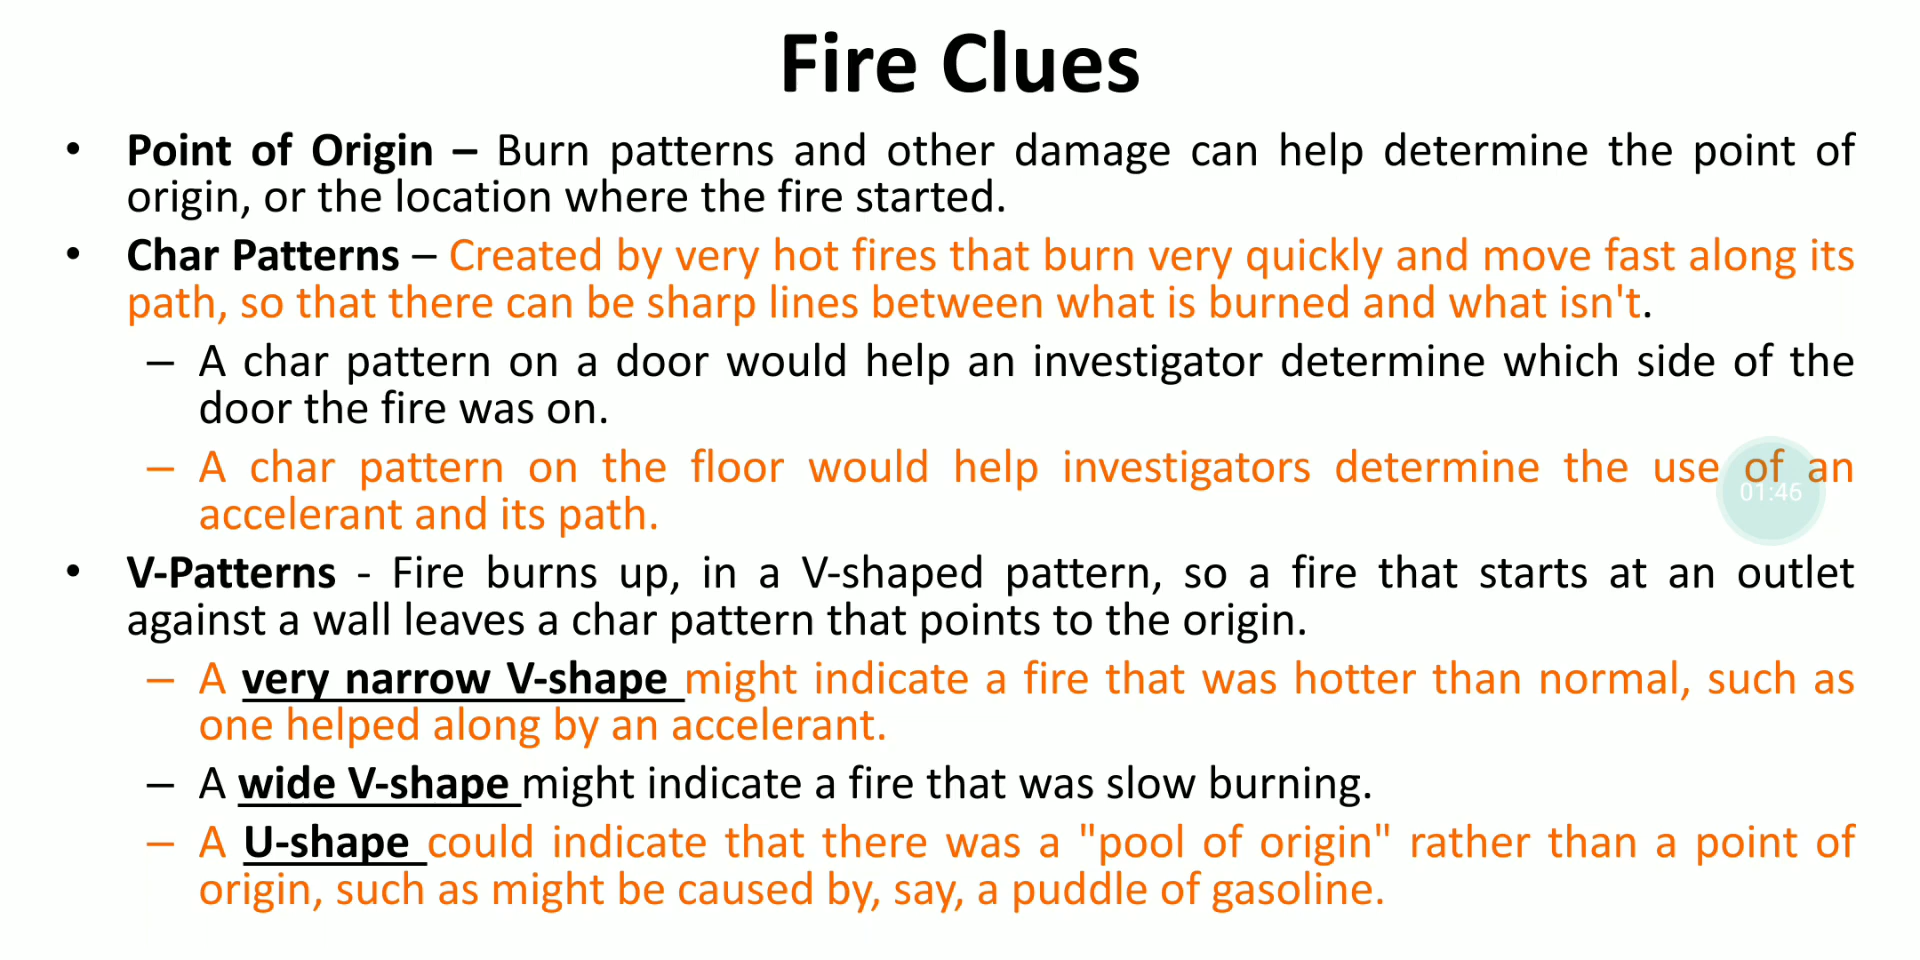 Fire Clues
• Point of Origin – Burn patterns and other damage can help determine the point of
origin, or the location where the fire started.
• Char Patterns – Created by very hot fires that burn very quickly and move fast along its
path, so that there can be sharp lines between what is burned and what isn't.
– A char pattern on a door would help an investigator determine which side of the
door the fire was on.
– A char pattern on the floor would help investigators determine the use of an
accelerant and its path.
01:46
• V-Patterns - Fire burns up, in a V-shaped pattern, so a fire that starts at an outlet
against a wall leaves a char pattern that points to the origin.
– A very narrow V-shape might indicate a fire that was hotter than normal, such as
one helped along by an accelerant.
– A wide V-shape might indicate a fire that was slow burning.
– A U-shape could indicate that there was a "pool of origin" rather than a point of
origin, such as might be caused by, say, a puddle of gasoline.